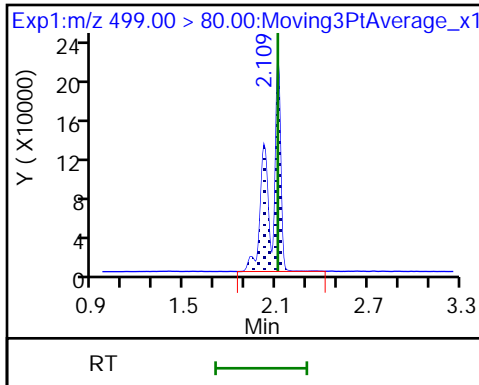 Exp1:m/z 499.00 > 80.00:Moving3PtAverage_x1
2.109
Y ( X10000)
24
20
16
12
8
4
0
0.9 1.5 2.1 2.7 3.3
Min
RT